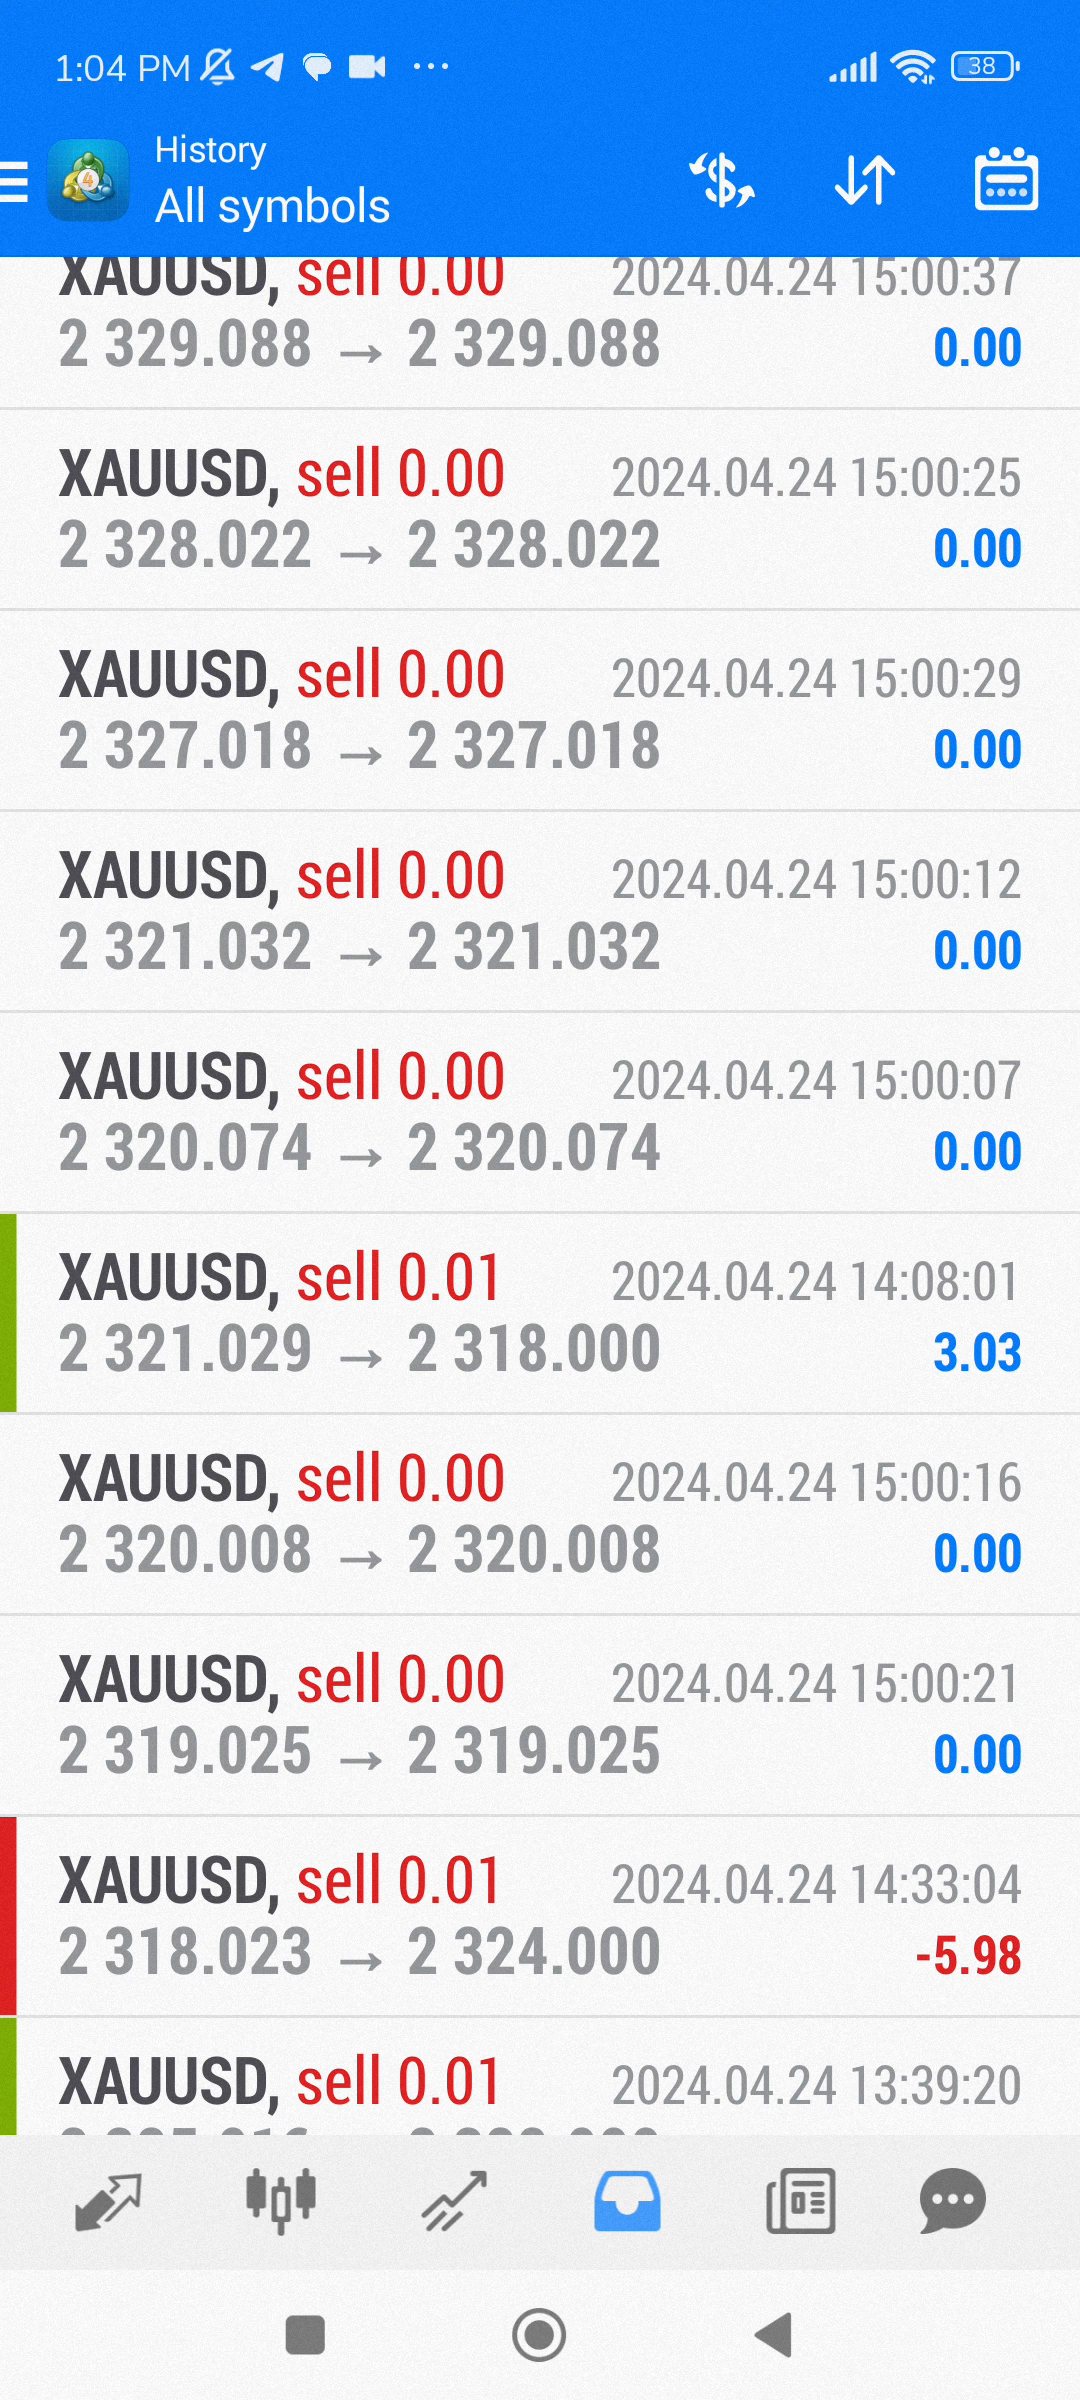 1:04 PM 38
History
All symbols
XAUUSD, sell 0.00 2024.04.24 15:00:37
2 329.088 → 2 329.088 0.00
XAUUSD, sell 0.00 2024.04.24 15:00:25
2 328.022 → 2 328.022 0.00
XAUUSD, sell 0.00 2024.04.24 15:00:29
2 327.018 → 2 327.018 0.00
XAUUSD, sell 0.00 2024.04.24 15:00:12
2 321.032 → 2 321.032 0.00
XAUUSD, sell 0.00 2024.04.24 15:00:07
2 320.074 → 2 320.074 0.00
XAUUSD, sell 0.01 2024.04.24 14:08:01
2 321.029 → 2 318.000 3.03
XAUUSD, sell 0.00 2024.04.24 15:00:16
2 320.008 → 2 320.008 0.00
XAUUSD, sell 0.00 2024.04.24 15:00:21
2 319.025 → 2 319.025 0.00
XAUUSD, sell 0.01 2024.04.24 14:33:04
2 318.023 → 2 324.000 -5.98
XAUUSD, sell 0.01 2024.04.24 13:39:20